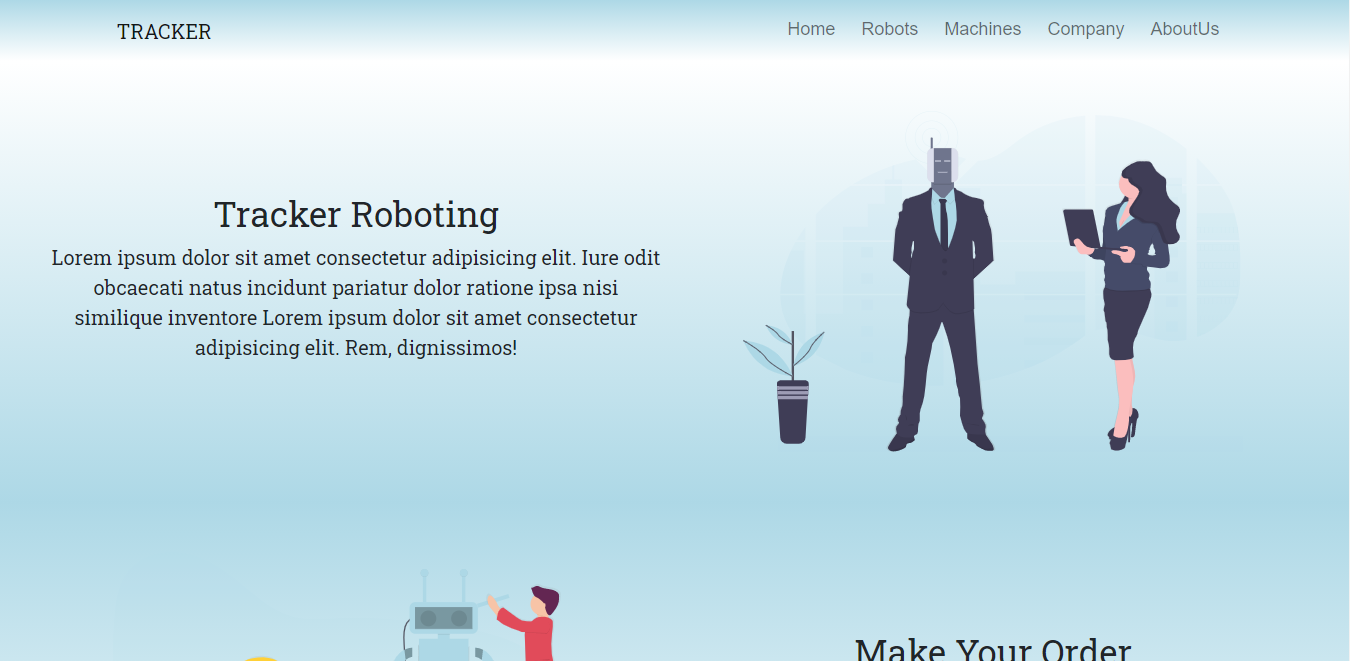 TRACKER
Home Robots Machines Company AboutUs
Tracker Roboting
Lorem ipsum dolor sit amet consectetur adipisicing elit. Iure odit
obcaecati natus incidunt pariatur dolor ratione ipsa nisi
similique inventore Lorem ipsum dolor sit amet consectetur
adipisicing elit. Rem, dignissimos!
Make Your Order